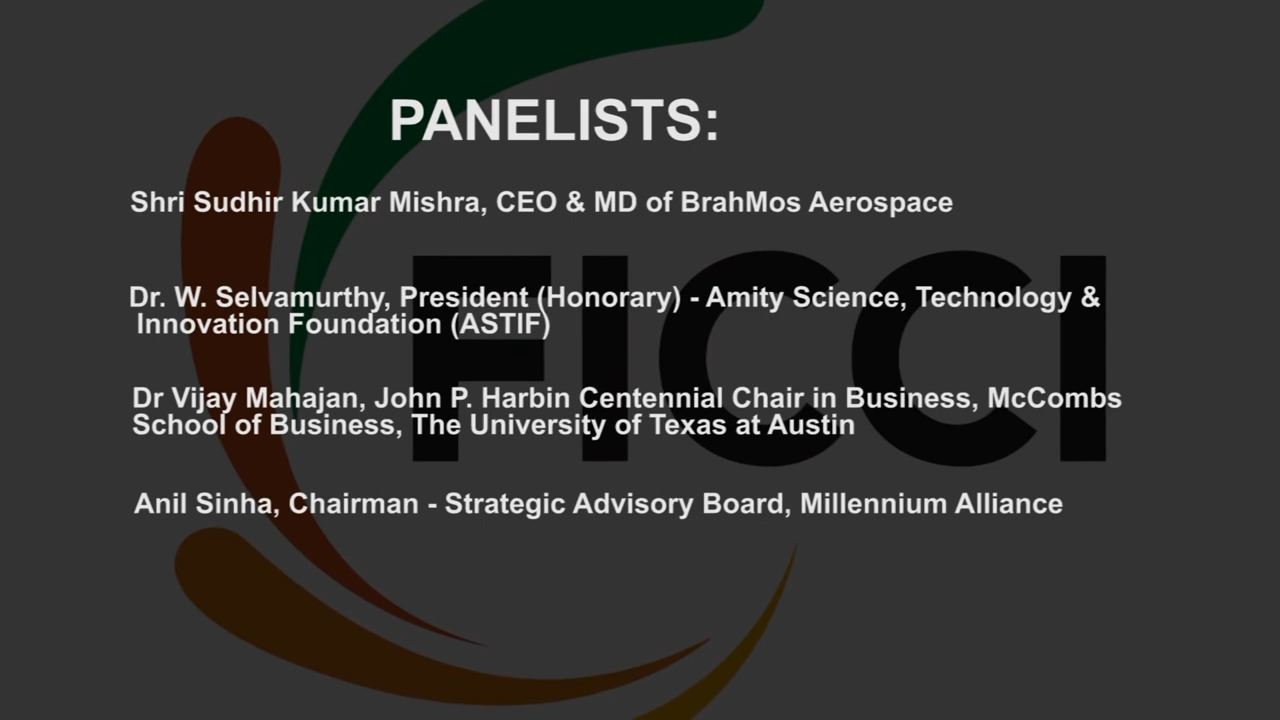 PANELISTS:
Shri Sudhir Kumar Mishra, CEO & MD of BrahMos Aerospace
Dr. W. Selvamurthy, President (Honorary) - Amity Science, Technology &
Innovation Foundation (ASTIF)
Dr Vijay Mahajan, John P. Harbin Centennial Chair in Business, McCombs
School of Business, The University of Texas at Austin
Anil Sinha, Chairman - Strategic Advisory Board, Millennium Alliance
FICCI